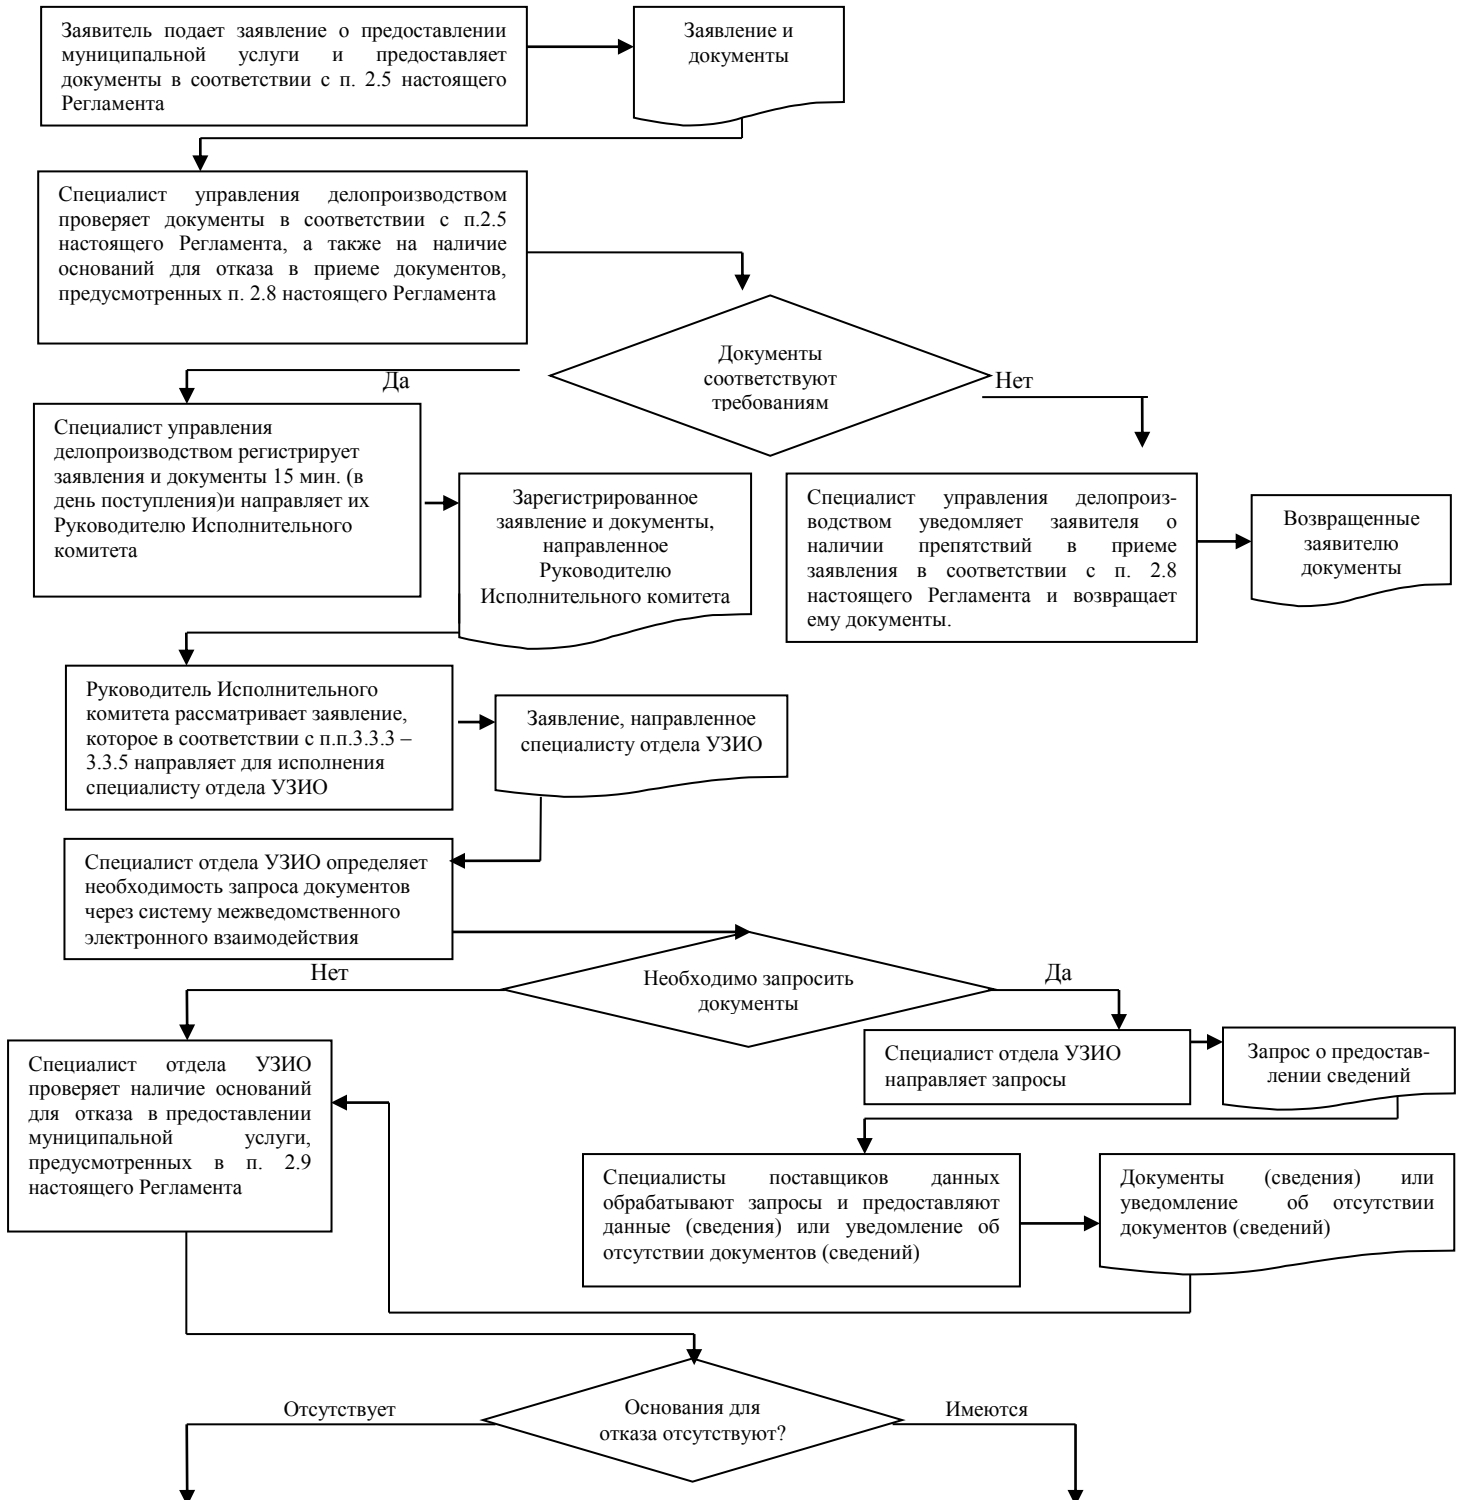 Заявитель подает заявление о предоставлении
муниципальной услуги и предоставляет
документы в соответствии с п. 2.5 настоящего
Регламента
Заявление и
документы
Специалист управления делопроизводством
проверяет документы в соответствии с п.2.5
настоящего Регламента, а также на наличие
оснований для отказа в приеме документов,
предусмотренных п. 2.8 настоящего Регламента
Документы
соответствуют
требованиям
Да
Нет
Специалист управления
делопроизводством регистрирует
заявления и документы 15 мин. (в
день поступления)и направляет их
Руководителю Исполнительного
комитета
Зарегистрированное
заявление и документы,
направленное
Руководителю
Исполнительного комитета
Специалист управления делопроиз-
водством уведомляет заявителя о
наличии препятствий в приеме
заявления в соответствии с п. 2.8
настоящего Регламента и возвращает
ему документы.
Возвращенные
заявителю
документы
Руководитель Исполнительного
комитета рассматривает заявление,
которое в соответствии с п.п.3.3.3 –
3.3.5 направляет для исполнения
специалисту отдела УЗИО
Заявление, направленное
специалисту отдела УЗИО
Специалист отдела УЗИО определяет
необходимость запроса документов
через систему межведомственного
электронного взаимодействия
Нет
Необходимо запросить
документы
Да
Специалист отдела УЗИО
проверяет наличие оснований
для отказа в предоставлении
муниципальной услуги,
предусмотренных в п. 2.9
настоящего Регламента
Специалист отдела УЗИО
направляет запросы
Запрос о предостав-
лении сведений
Специалисты поставщиков данных
обрабатывают запросы и предоставляют
данные (сведения) или уведомление об
отсутствии документов (сведений)
Документы (сведения) или
уведомление об отсутствии
документов (сведений)
Отсутствует
Основания для
отказа отсутствуют?
Имеются